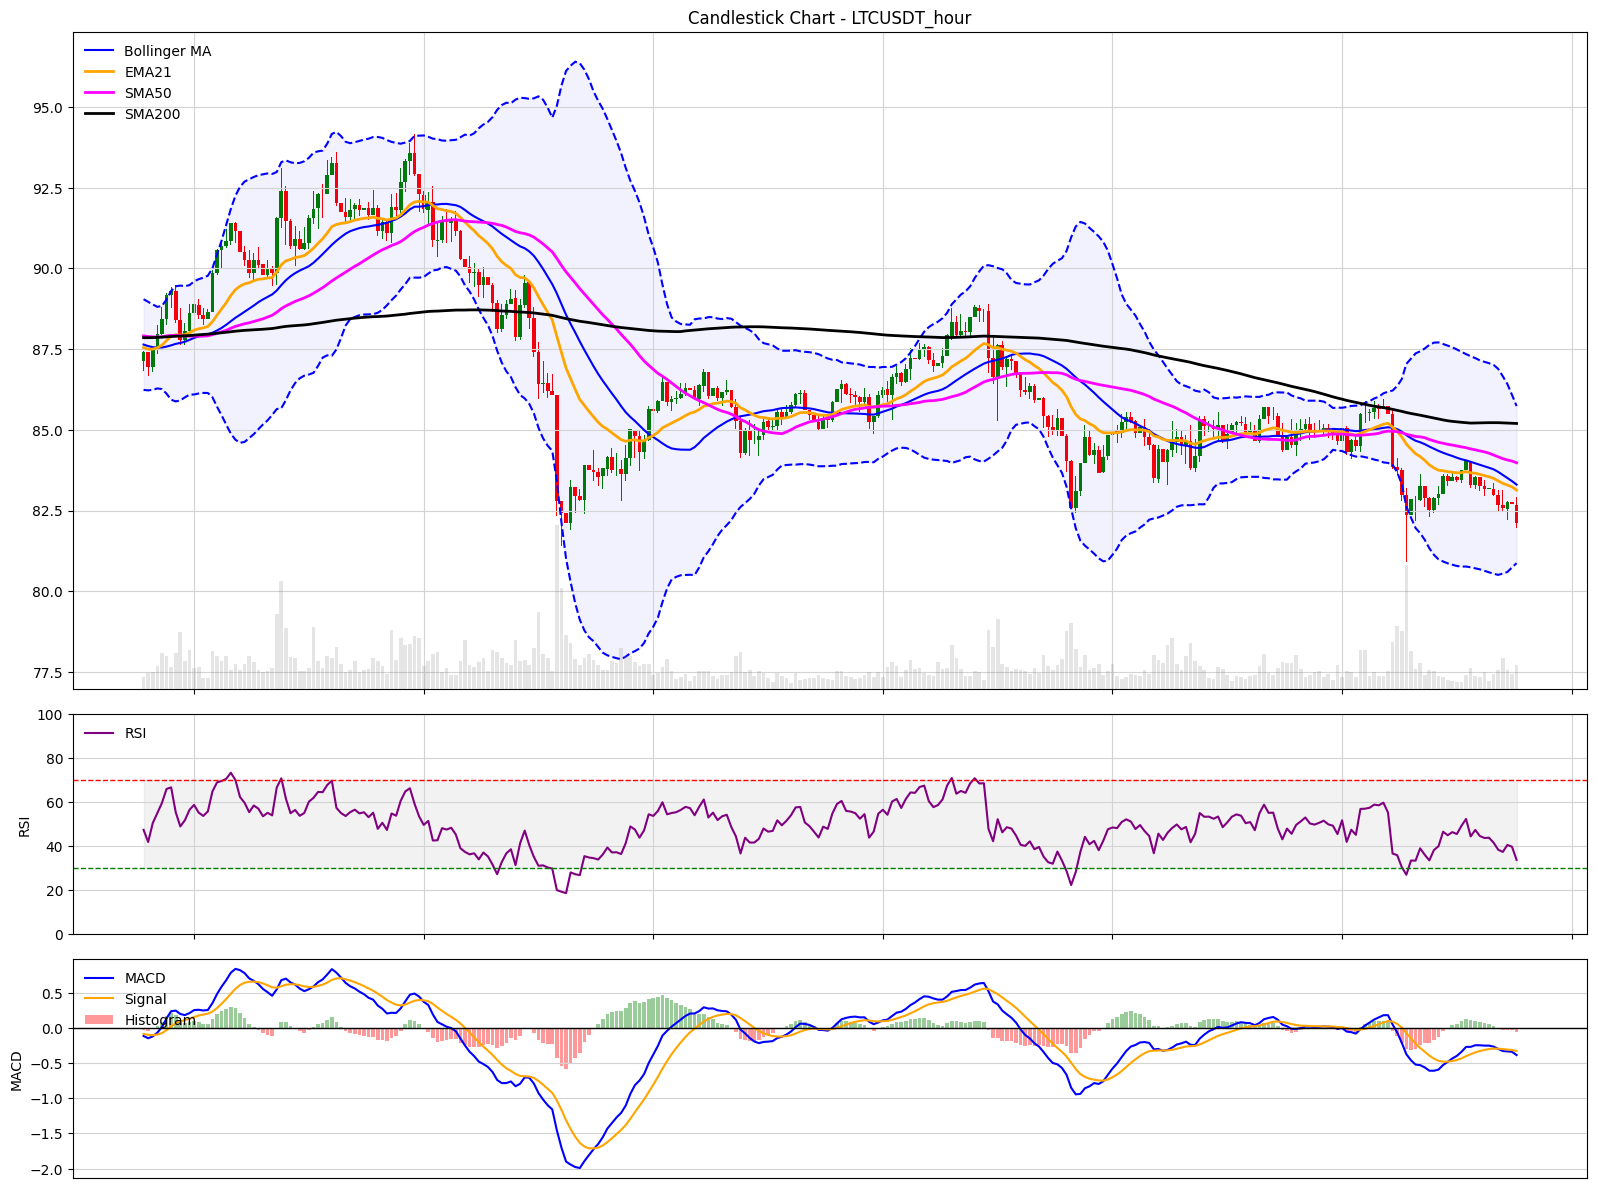 Candlestick Chart - LTCUSDT_hour
Bollinger MA
EMA21
SMA50
SMA200
95.0
92.5
90.0
87.5
85.0
82.5
80.0
77.5
RSI
100
80
60
40
20
0
RSI
MACD
Signal
Histogram
0.5
0.0
−0.5
−1.0
−1.5
−2.0
MACD